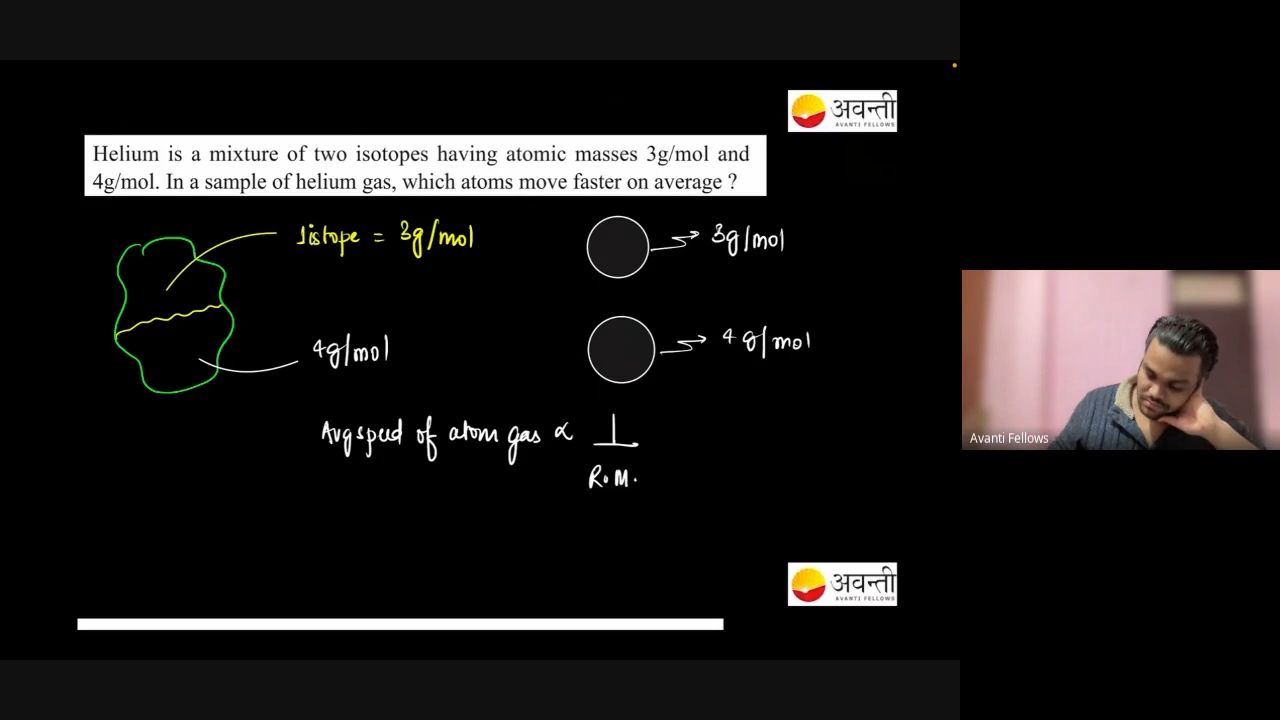 अवन्ती
AVANTI FELLOWS
Helium is a mixture of two isotopes having atomic masses 3g/mol and
4g/mol. In a sample of helium gas, which atoms move faster on average ?
Isitope = 3g/mol
3g/mol
4g/mol
4g/mol
Avg speed of atom gas ∝ 1
R.M.
Avanti Fellows
अवन्ती
AVANTI FELLOWS